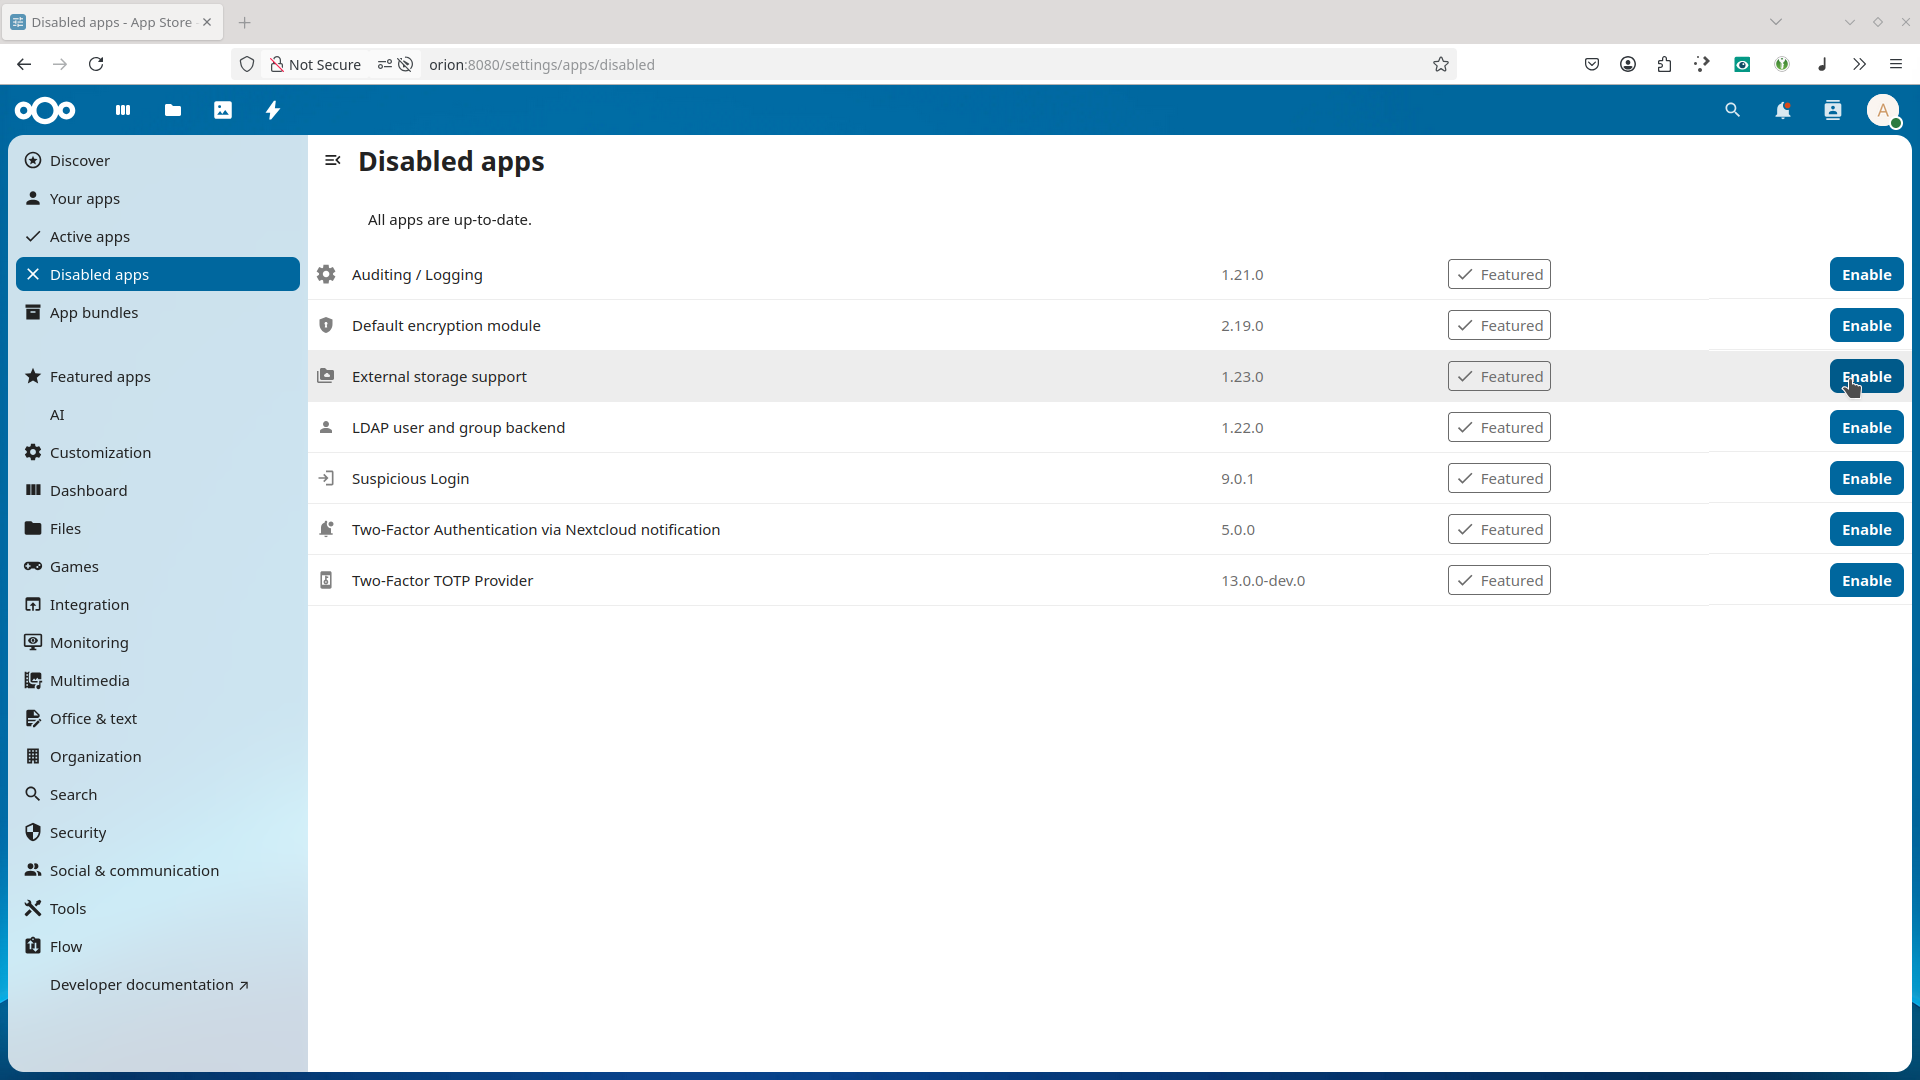 Disabled apps - App Store
Not Secure
orion:8080/settings/apps/disabled
A
Discover
Your apps
Active apps
Disabled apps
App bundles
Featured apps
AI
Customization
Dashboard
Files
Games
Integration
Monitoring
Multimedia
Office & text
Organization
Search
Security
Social & communication
Tools
Flow
Developer documentation ↗
Disabled apps
All apps are up-to-date.
Auditing / Logging 1.21.0 Featured Enable
Default encryption module 2.19.0 Featured Enable
External storage support 1.23.0 Featured Enable
LDAP user and group backend 1.22.0 Featured Enable
Suspicious Login 9.0.1 Featured Enable
Two-Factor Authentication via Nextcloud notification 5.0.0 Featured Enable
Two-Factor TOTP Provider 13.0.0-dev.0 Featured Enable